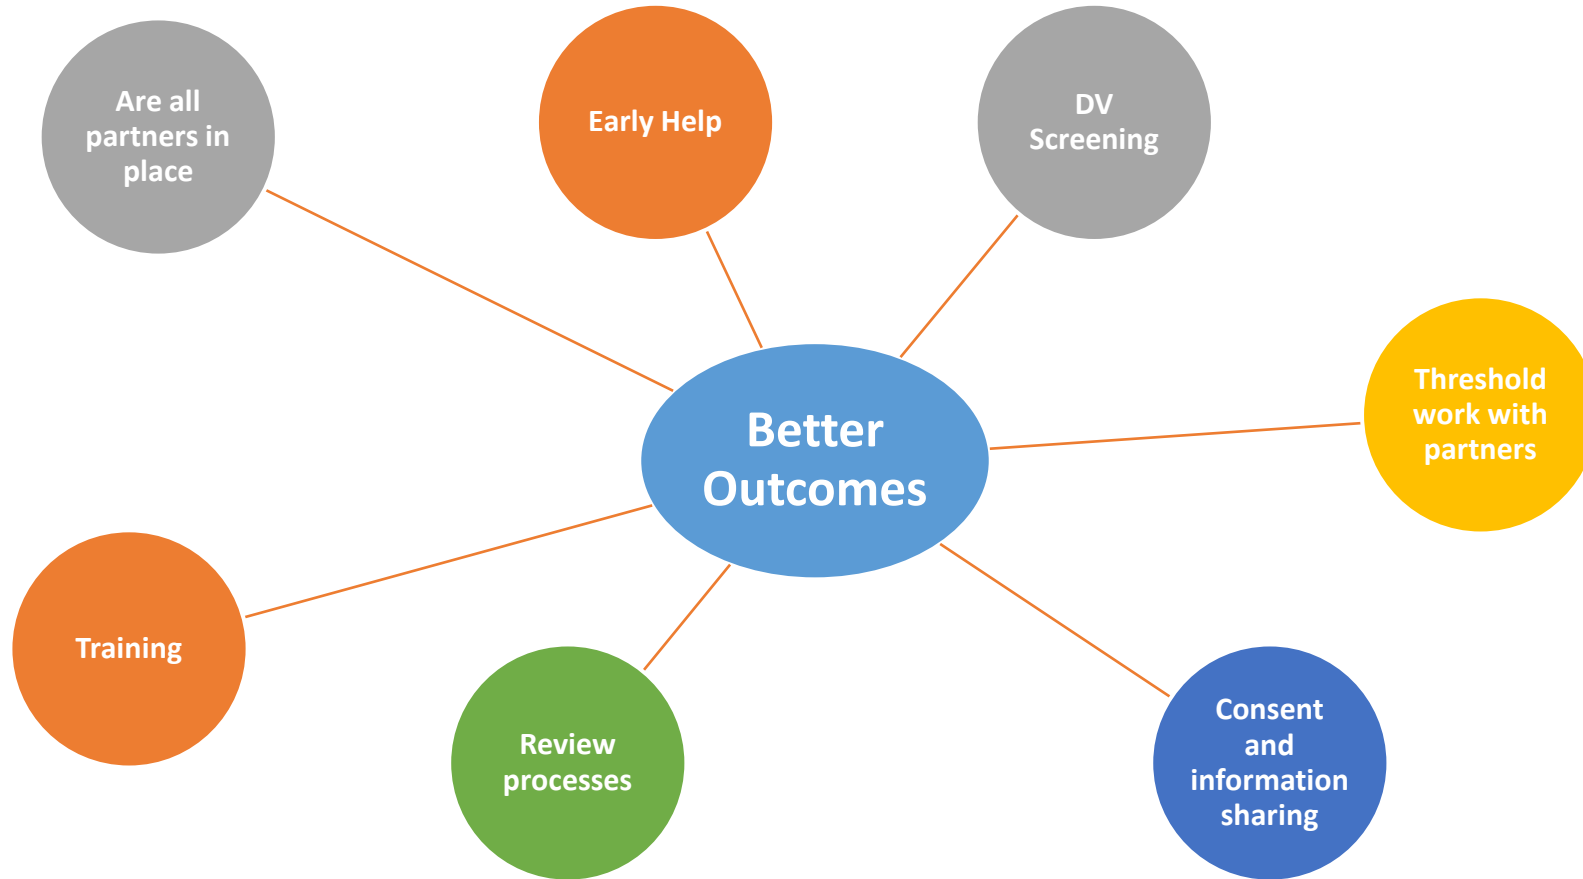 Are all
partners in
place
Early Help
DV
Screening
Better
Outcomes
Threshold
work with
partners
Training
Review
processes
Consent
and
information
sharing